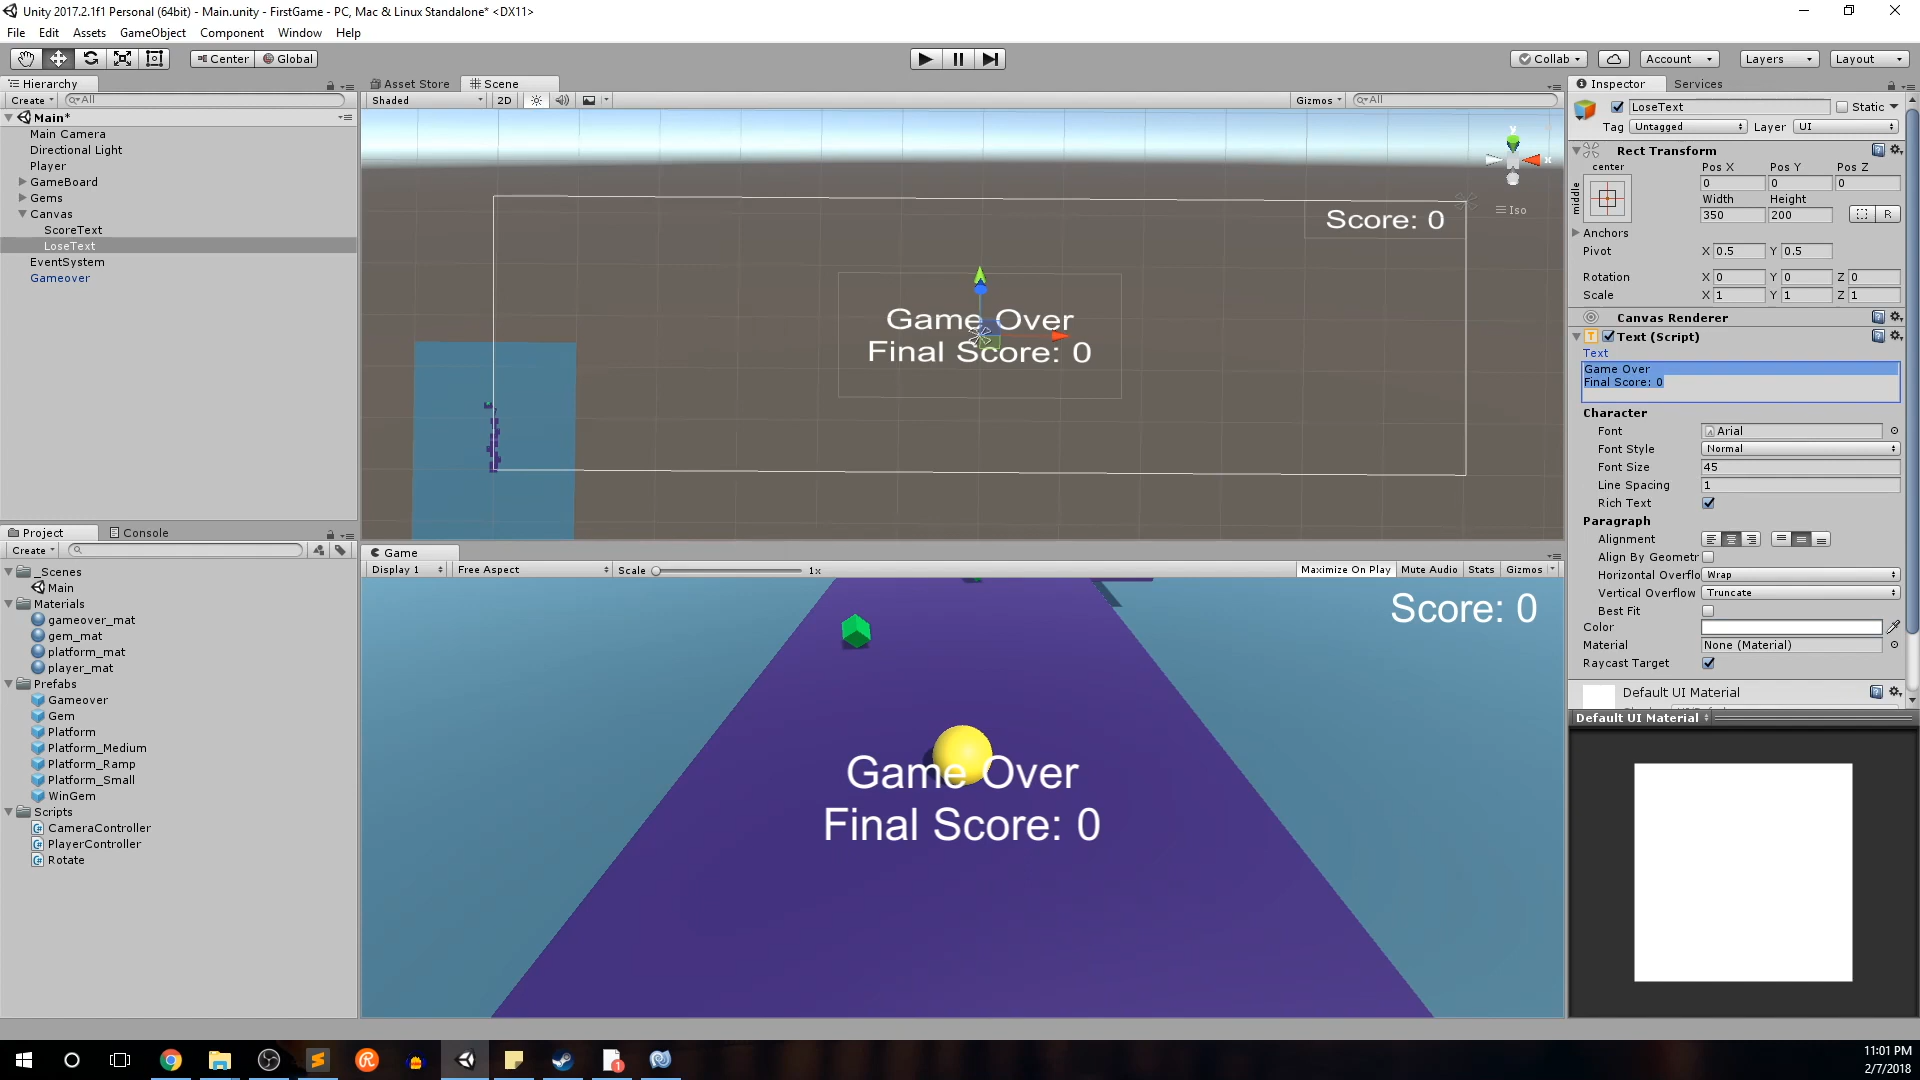 Unity 2017.2.1f1 Personal (64bit) - Main.unity - FirstGame - PC, Mac & Linux Standalone* <DX11>
File Edit Assets GameObject Component Window Help
Center Global
Collab Account Layers Layout
Hierarchy
Create All
Main*
Main Camera
Directional Light
Player
GameBoard
Gems
Canvas
ScoreText
LoseText
EventSystem
Gameover
Asset Store Scene
Shaded 2D Gizmos All
y
x
Iso
Score: 0
Game Over
Final Score: 0
Game
Display 1 Free Aspect Scale 1x Maximize On Play Mute Audio Stats Gizmos
Score: 0
Game Over
Final Score: 0
Project Console
Create
_Scenes
Main
Materials
gameover_mat
gem_mat
platform_mat
player_mat
Prefabs
Gameover
Gem
Platform
Platform_Medium
Platform_Ramp
Platform_Small
WinGem
Scripts
CameraController
PlayerController
Rotate
Inspector Services
LoseText Static
Tag Untagged Layer UI
Rect Transform
center Pos X Pos Y Pos Z
middle 0 0 0
Width Height
350 200 R
Anchors
Pivot X 0.5 Y 0.5
Rotation X 0 Y 0 Z 0
Scale X 1 Y 1 Z 1
Canvas Renderer
Text (Script)
Text
Game Over
Final Score: 0
Character
Font Arial
Font Style Normal
Font Size 45
Line Spacing 1
Rich Text
Paragraph
Alignment
Align By Geometr
Horizontal Overflo Wrap
Vertical Overflow Truncate
Best Fit
Color
Material None (Material)
Raycast Target
Default UI Material
Default UI Material
11:01 PM
2/7/2018